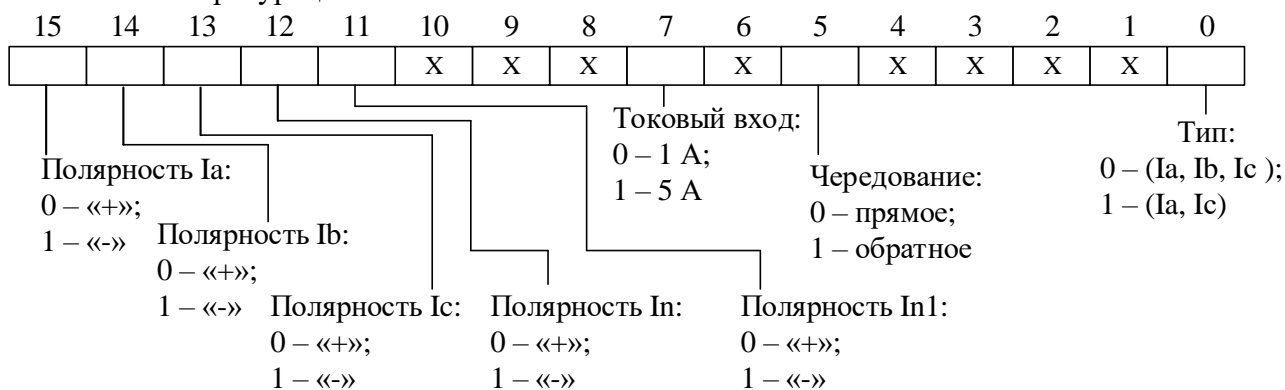 15 14 13 12 11 10 9 8 7 6 5 4 3 2 1 0
X X X X X X X X
Токовый вход:
0 – 1 А;
1 – 5 А
Чередование:
0 – прямое;
1 – обратное
Тип:
0 – (Ia, Ib, Ic );
1 – (Ia, Ic)
Полярность Ia:
0 – «+»;
1 – «-»
Полярность Ib:
0 – «+»;
1 – «-»
Полярность Ic:
0 – «+»;
1 – «-»
Полярность In:
0 – «+»;
1 – «-»
Полярность In1:
0 – «+»;
1 – «-»